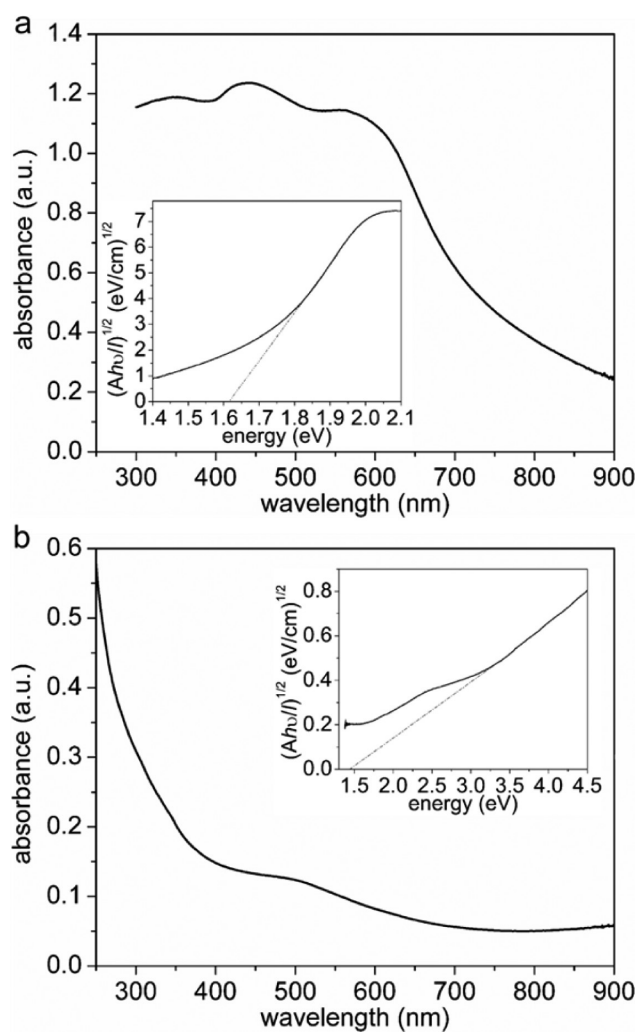 a
1.4
1.2
1.0
0.8
0.6
0.4
0.2
0.0
absorbance (a.u.)
300 400 500 600 700 800 900
wavelength (nm)
7
6
5
4
3
2
1
0
(Ahυ/l)1/2 (eV/cm)1/2
1.4 1.5 1.6 1.7 1.8 1.9 2.0 2.1
energy (eV)
b
0.6
0.5
0.4
0.3
0.2
0.1
0.0
absorbance (a.u.)
300 400 500 600 700 800 900
wavelength (nm)
0.8
0.6
0.4
0.2
0.0
(Ahυ/l)1/2 (eV/cm)1/2
1.5 2.0 2.5 3.0 3.5 4.0 4.5
energy (eV)